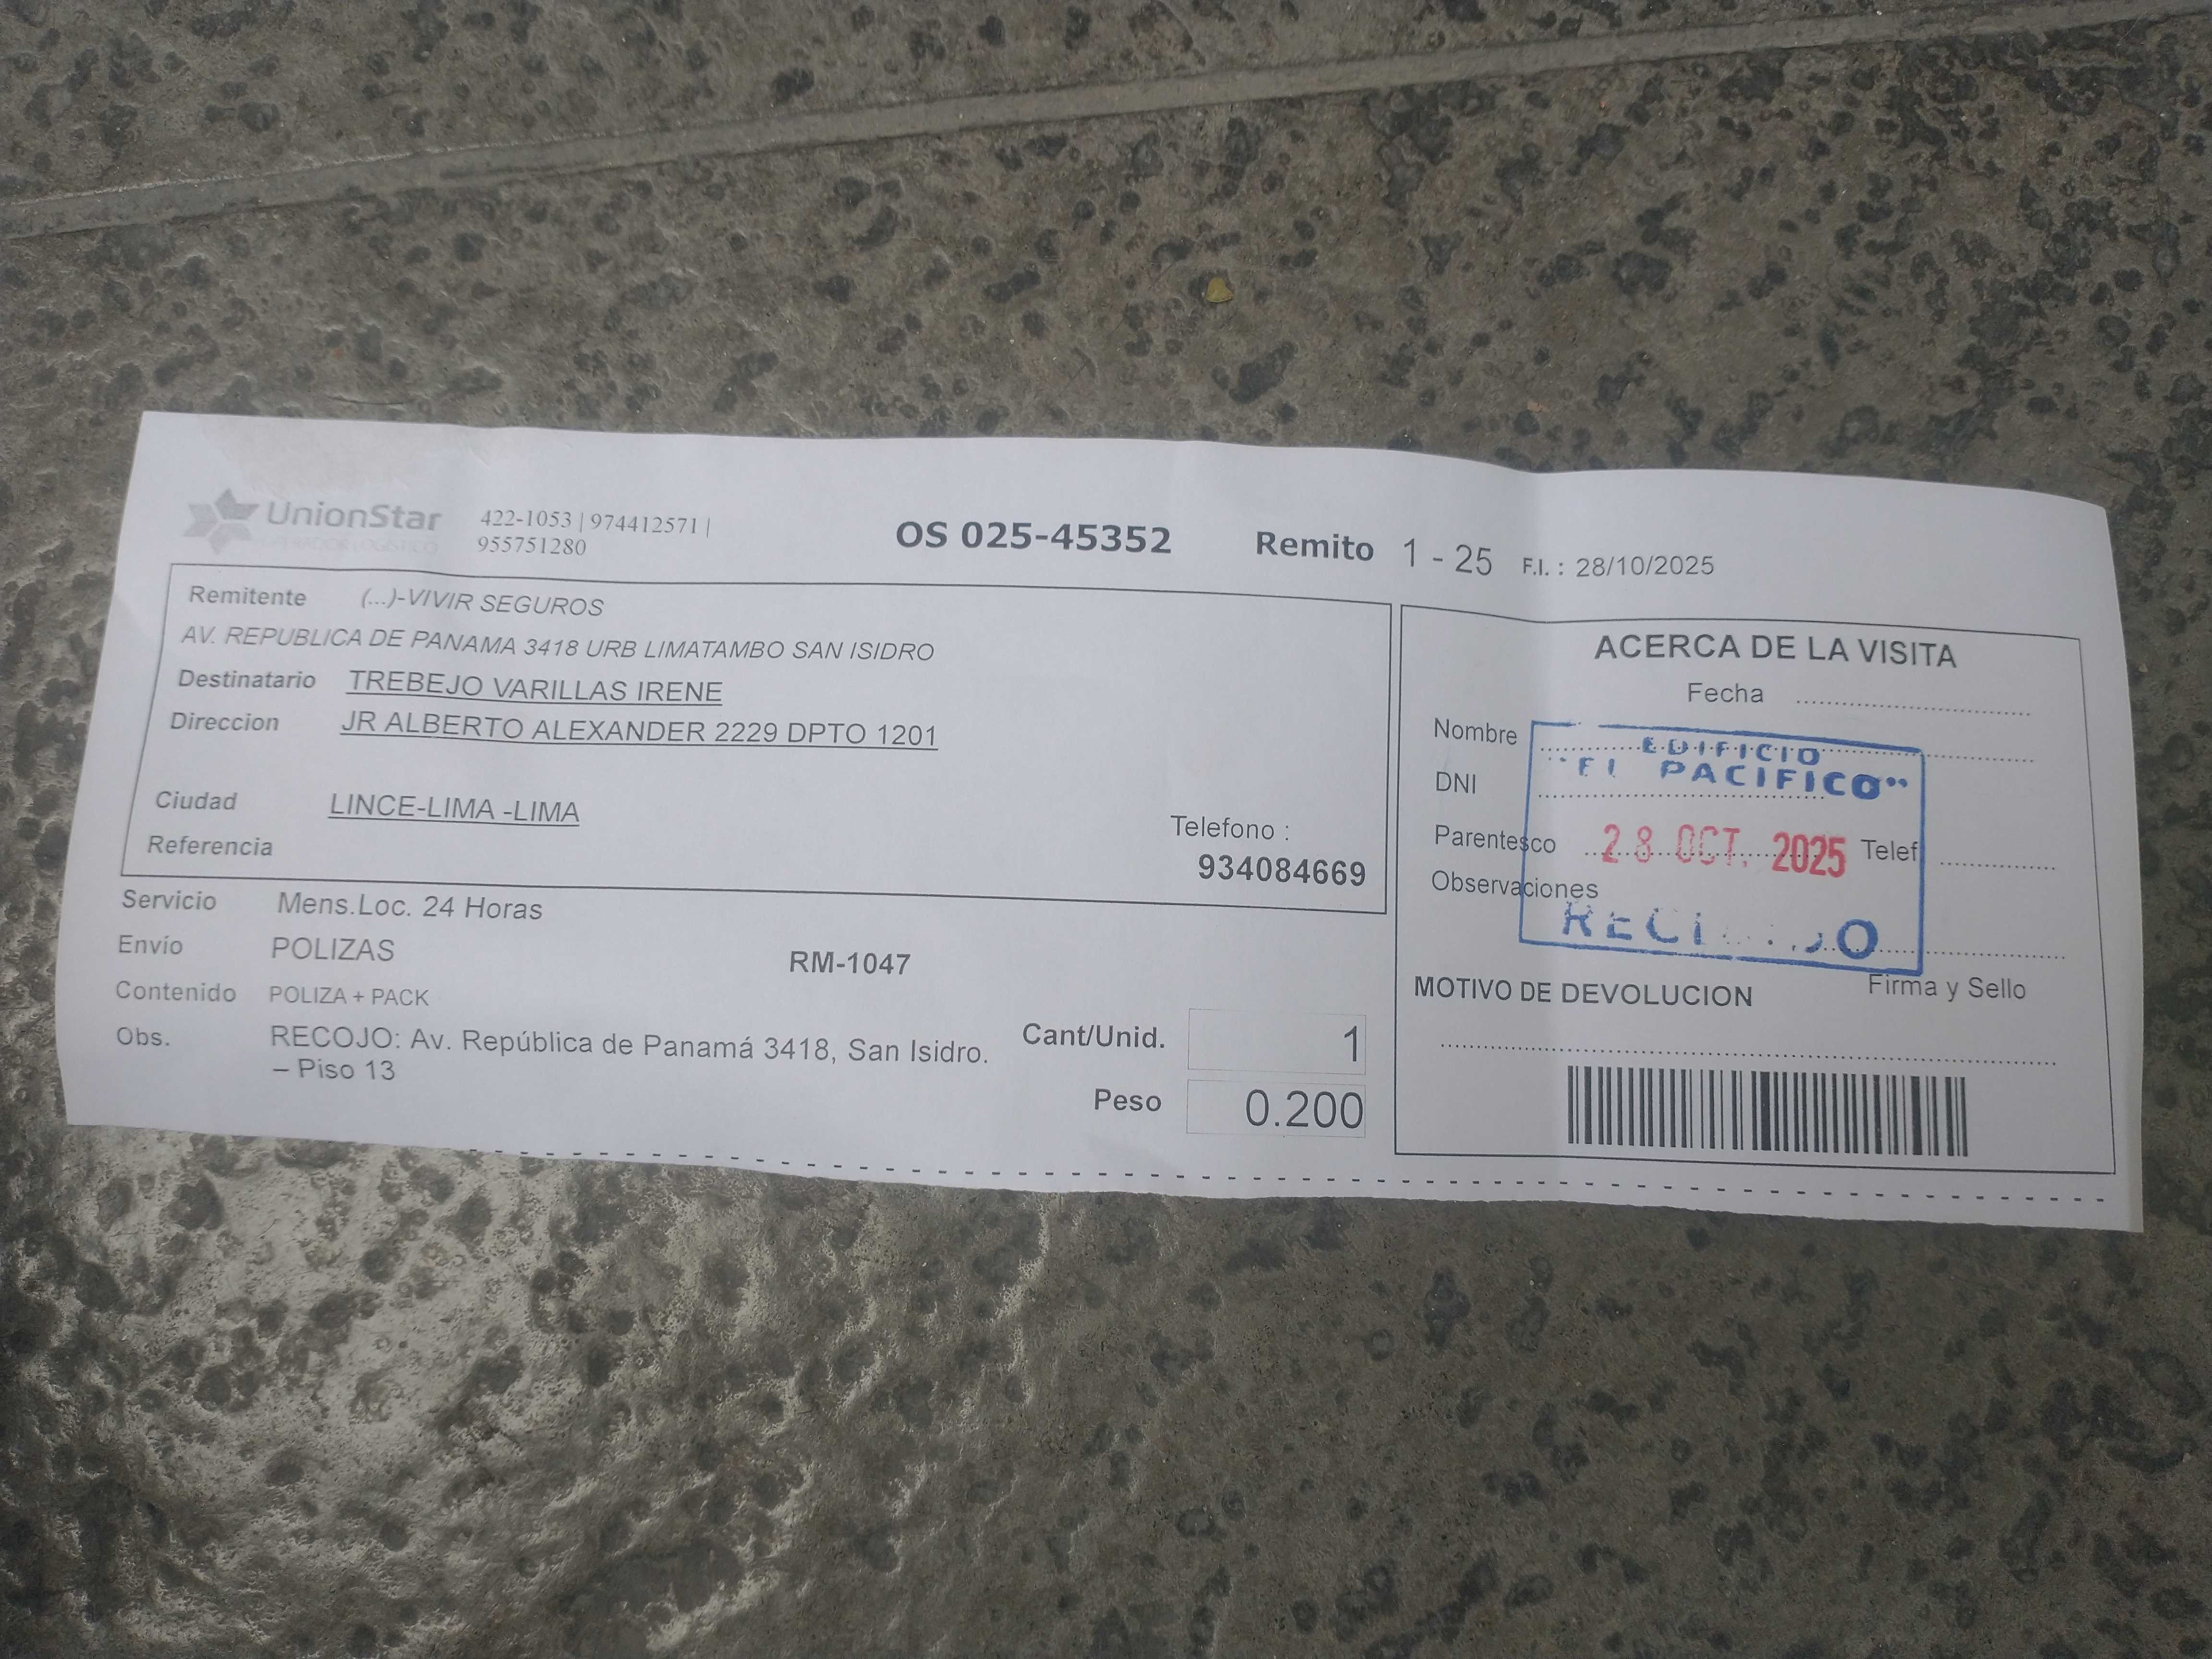 UnionStar
OPERADOR LOGISTICO
422-1053 | 974412571 |
955751280
OS 025-45352
Remito 1 - 25 F.I. : 28/10/2025
Remitente (...)-VIVIR SEGUROS
AV. REPUBLICA DE PANAMA 3418 URB LIMATAMBO SAN ISIDRO
Destinatario TREBEJO VARILLAS IRENE
Direccion JR ALBERTO ALEXANDER 2229 DPTO 1201
Ciudad LINCE-LIMA -LIMA
Referencia
Telefono :
934084669
Servicio Mens.Loc. 24 Horas
Envío POLIZAS
RM-1047
Contenido POLIZA + PACK
Obs. RECOJO: Av. República de Panamá 3418, San Isidro.
– Piso 13
Cant/Unid. 1
Peso 0.200
ACERCA DE LA VISITA
Fecha
Nombre
DNI
Parentesco
Telef
Observaciones
EDIFICIO
"EL PACIFICO"
28 OCT. 2025
Firma y Sello
MOTIVO DE DEVOLUCION